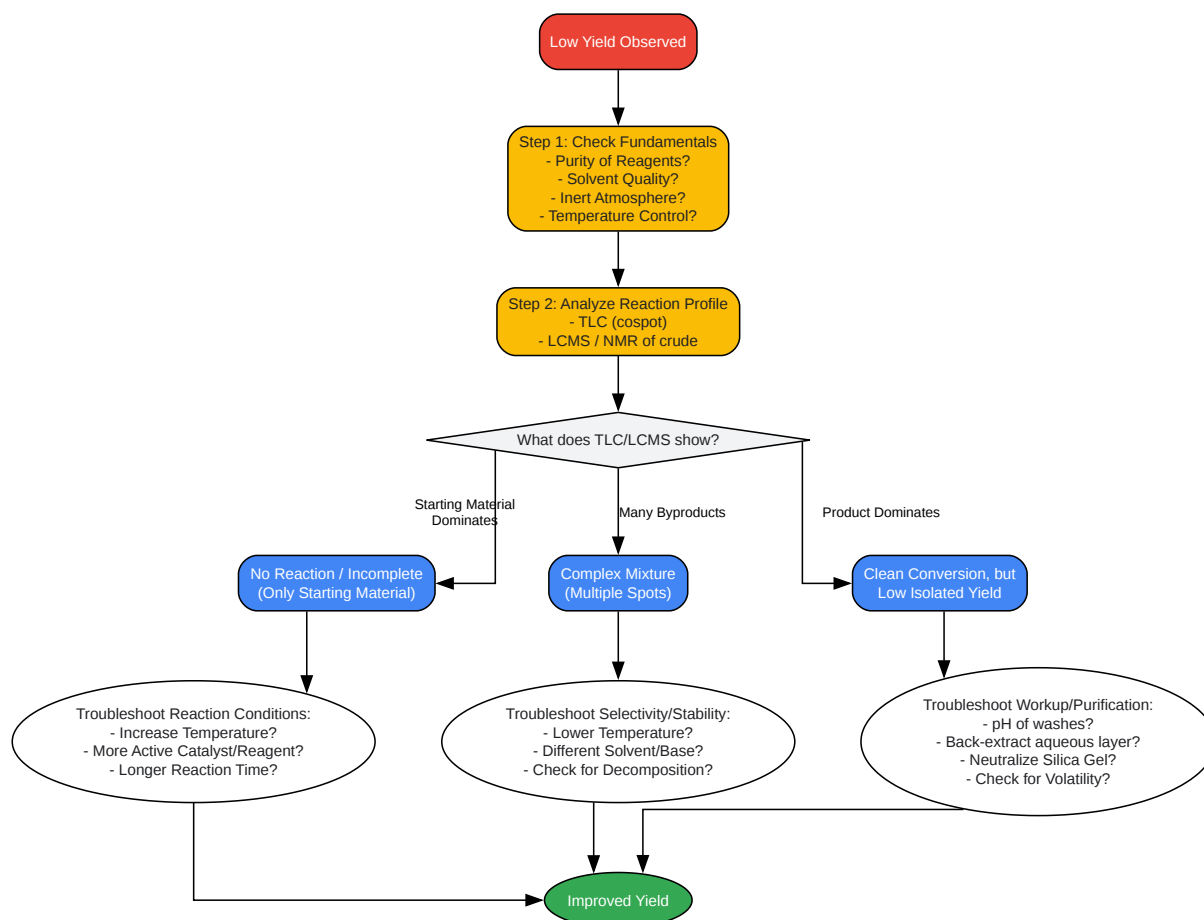 Low Yield Observed
Step 1: Check Fundamentals
- Purity of Reagents?
- Solvent Quality?
- Inert Atmosphere?
- Temperature Control?
Step 2: Analyze Reaction Profile
- TLC (cospot)
- LCMS / NMR of crude
What does TLC/LCMS show?
Starting Material
Dominates
Many Byproducts
Product Dominates
No Reaction / Incomplete
(Only Starting Material)
Complex Mixture
(Multiple Spots)
Clean Conversion, but
Low Isolated Yield
Troubleshoot Reaction Conditions:
- Increase Temperature?
- More Active Catalyst/Reagent?
- Longer Reaction Time?
Troubleshoot Selectivity/Stability:
- Lower Temperature?
- Different Solvent/Base?
- Check for Decomposition?
Troubleshoot Workup/Purification:
- pH of washes?
- Back-extract aqueous layer?
- Neutralize Silica Gel?
- Check for Volatility?
Improved Yield